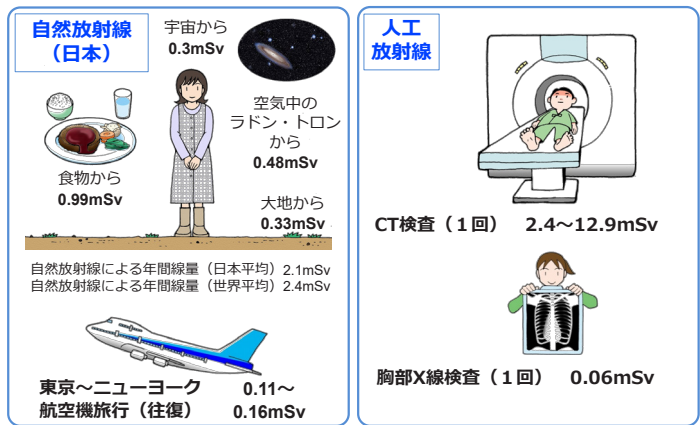 自然放射線
（日本）
宇宙から
0.3mSv
空気中の
ラドン・トロン
から
0.48mSv
食物から
0.99mSv
大地から
0.33mSv
自然放射線による年間線量（日本平均）2.1mSv
自然放射線による年間線量（世界平均）2.4mSv
東京～ニューヨーク 0.11～
航空機旅行（往復） 0.16mSv
人工
放射線
CT検査（１回） 2.4～12.9mSv
胸部X線検査（１回） 0.06mSv